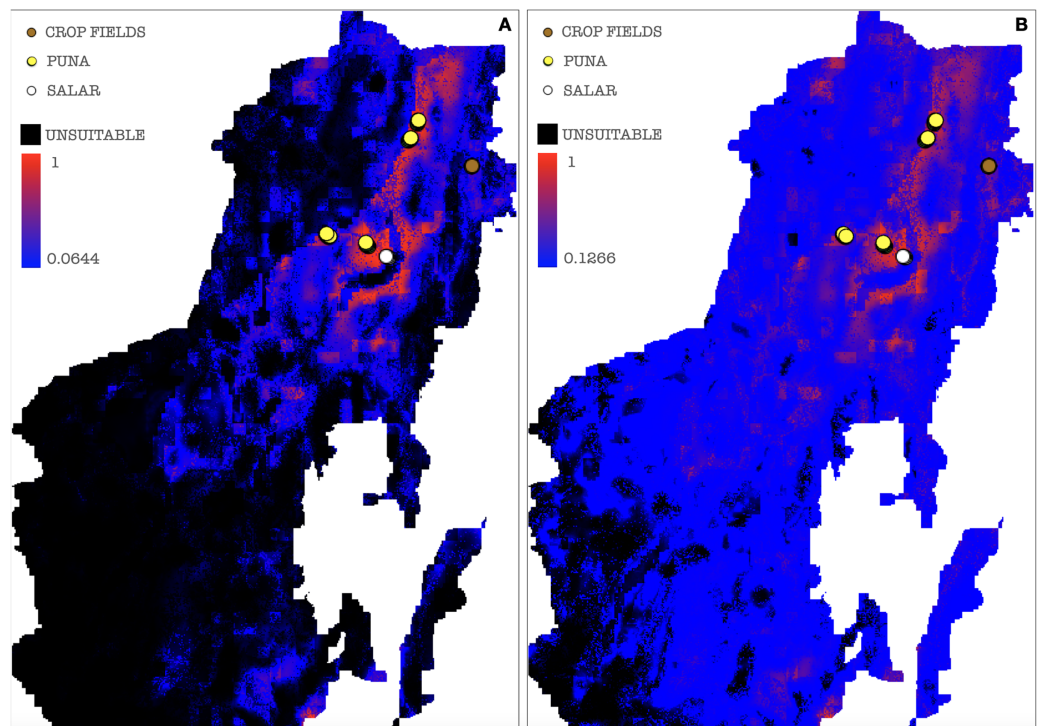 A
CROP FIELDS
PUNA
SALAR
UNSUITABLE
1
0.0644
B
CROP FIELDS
PUNA
SALAR
UNSUITABLE
1
0.1266